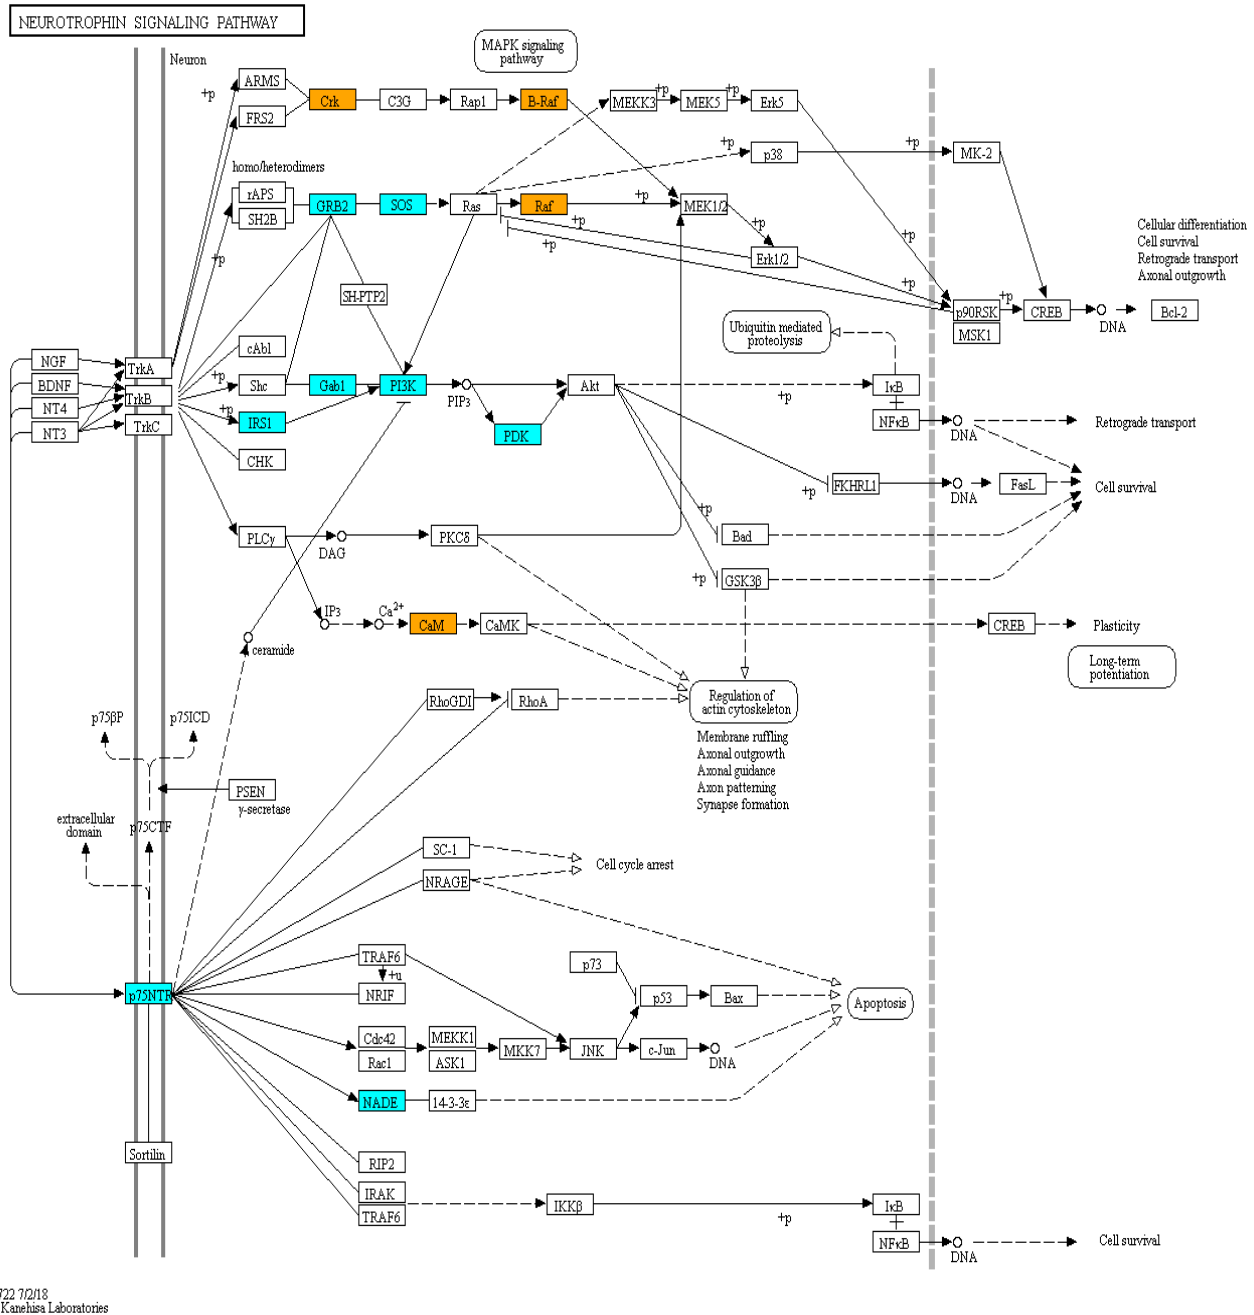 NEUROTROPHIN SIGNALING PATHWAY
Neuron
MAPK signaling
pathway
+p
ARMS
FRS2
Crk
C3G
Rap1
B-Raf
MEKK3
+p
MEK5
+p
Erk5
+p
p38
+p
MK-2
homo/heterodimers
rAPS
SH2B
GRB2
SOS
Ras
Raf
+p
MEK1/2
+p
+p
+p
Erk1/2
+p
+p
+p
SH-PTP2
p90RSK
MSK1
+p
CREB
DNA
Bcl-2
Cellular differentiation
Cell survival
Retrograde transport
Axonal outgrowth
Ubiquitin mediated
proteolysis
NGF
BDNF
NT4
NT3
TrkA
TrkB
TrkC
cAbl
+p
Shc
Gab1
PI3K
PIP3
Akt
+p
IκB
NFκB
DNA
Retrograde transport
+p
IRS1
PDK
CHK
+p
FKHRL1
DNA
FasL
Cell survival
PLCγ
DAG
PKCδ
+p
Bad
+p
GSK3β
IP3
Ca2+
CaM
CaMK
CREB
Plasticity
Long-term
potentiation
ceramide
RhoGDI
RhoA
Regulation of
actin cytoskeleton
Membrane ruffling
Axonal outgrowth
Axonal guidance
Axon patterning
Synapse formation
p75βP
p75ICD
PSEN
γ-secretase
extracellular
domain
p75CTF
SC-1
NRAGE
Cell cycle arrest
TRAF6
+u
NRIF
p73
p53
Bax
Apoptosis
p75NTR
Cdc42
Rac1
MEKK1
ASK1
MKK7
JNK
c-Jun
DNA
NADE
14-3-3ε
Sortilin
RIP2
IRAK
TRAF6
IKKβ
+p
IκB
NFκB
DNA
Cell survival
722 7/2/18
Kanehisa Laboratories